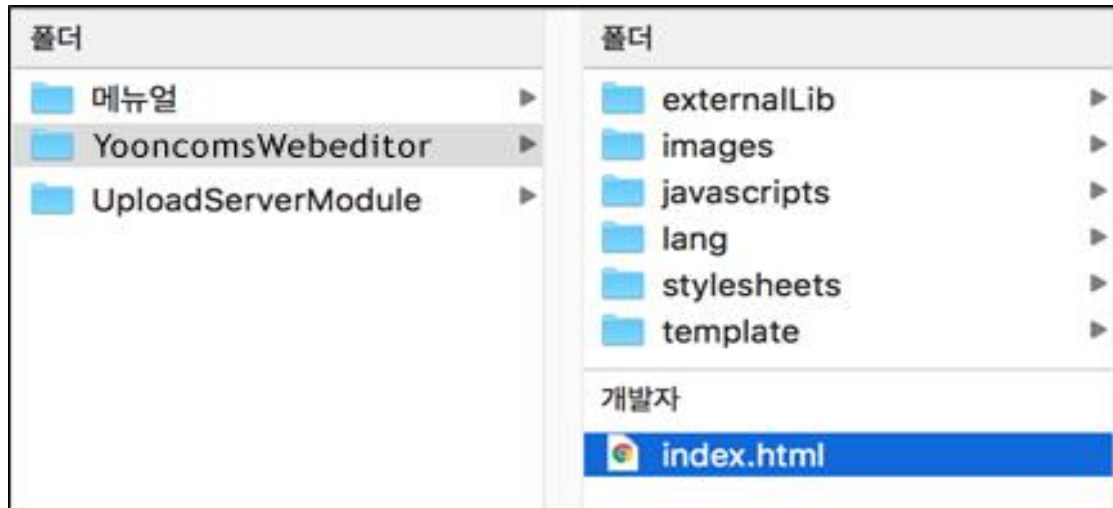 폴더
메뉴얼
YooncomsWebeditor
UploadServerModule
폴더
externalLib
images
javascripts
lang
stylesheets
template
개발자
index.html